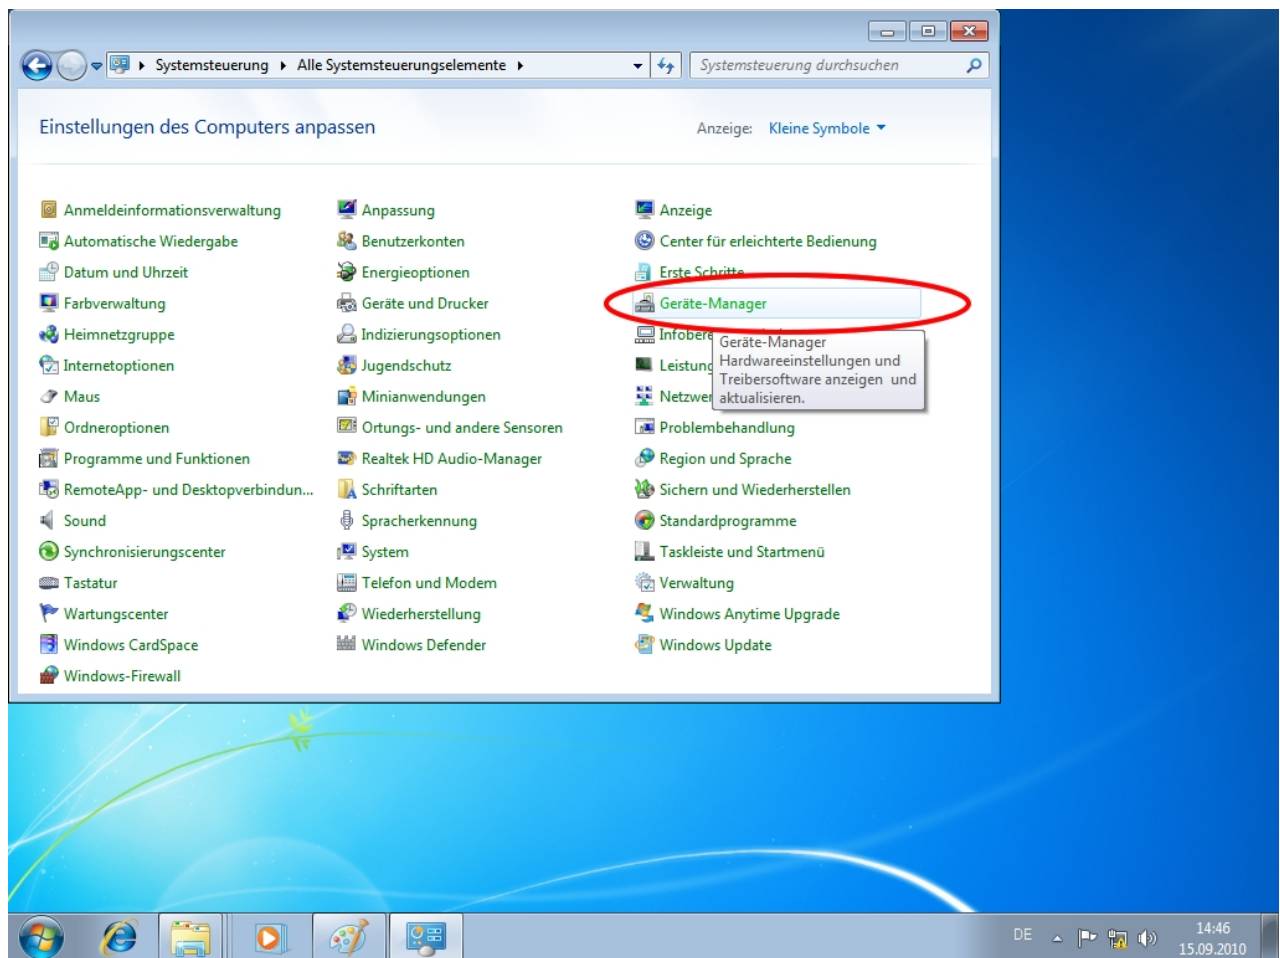 Systemsteuerung
Alle Systemsteuerungselemente
Systemsteuerung durchsuchen
Einstellungen des Computers anpassen
Anzeige: Kleine Symbole
Anmeldeinformationsverwaltung
Anpassung
Anzeige
Automatische Wiedergabe
Benutzerkonten
Center für erleichterte Bedienung
Datum und Uhrzeit
Energieoptionen
Erste Schritte
Farbverwaltung
Geräte und Drucker
Geräte-Manager
Heimnetzgruppe
Indizierungsoptionen
Geräte-Manager
Hardwareeinstellungen und
Treibersoftware anzeigen und
aktualisieren.
Internetoptionen
Jugendschutz
Maus
Minianwendungen
Ordneroptionen
Ortungs- und andere Sensoren
Problembehandlung
Programme und Funktionen
Realtek HD Audio-Manager
Region und Sprache
RemoteApp- und Desktopverbindun...
Schriftarten
Sichern und Wiederherstellen
Sound
Spracherkennung
Standardprogramme
Synchronisierungscenter
System
Taskleiste und Startmenü
Tastatur
Telefon und Modem
Verwaltung
Wartungscenter
Wiederherstellung
Windows Anytime Upgrade
Windows CardSpace
Windows Defender
Windows Update
Windows-Firewall
DE
14:46
15.09.2010